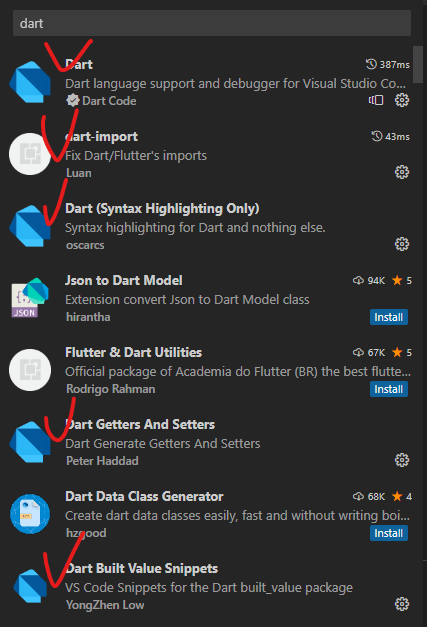 dart
Dart
387ms
Dart language support and debugger for Visual Studio Co...
Dart Code
dart-import
43ms
Fix Dart/Flutter's imports
Luan
Dart (Syntax Highlighting Only)
Syntax highlighting for Dart and nothing else.
oscarcs
Json to Dart Model
94K
5
Extension convert Json to Dart Model class
JSON
hirantha
Install
Flutter & Dart Utilities
67K
5
Official package of Academia do Flutter (BR) the best flutte...
Rodrigo Rahman
Install
Dart Getters And Setters
Dart Generate Getters And Setters
Peter Haddad
Dart Data Class Generator
68K
4
Create dart data classes easily, fast and without writing boi...
hzgood
Install
Dart Built Value Snippets
VS Code Snippets for the Dart built_value package
YongZhen Low